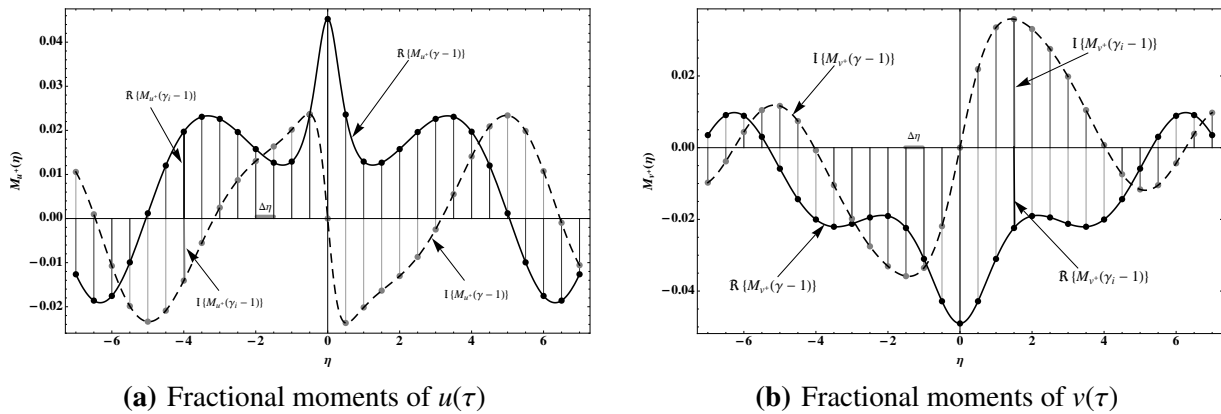 0.04
0.03
0.02
0.01
0.00
−0.01
−0.02
M_{u⁺}(η)
ℝ{M_{u⁺}(γ − 1)}
ℝ{M_{u⁺}(γ_i − 1)}
Δη
𝕀{M_{u⁺}(γ_i − 1)}
𝕀{M_{u⁺}(γ − 1)}
−6 −4 −2 0 2 4 6
η
(a) Fractional moments of u(τ)
0.02
0.00
−0.02
−0.04
M_{v⁺}(η)
𝕀{M_{v⁺}(γ − 1)}
𝕀{M_{v⁺}(γ_i − 1)}
Δη
ℝ{M_{v⁺}(γ − 1)}
ℝ{M_{v⁺}(γ_i − 1)}
−6 −4 −2 0 2 4 6
η
(b) Fractional moments of v(τ)